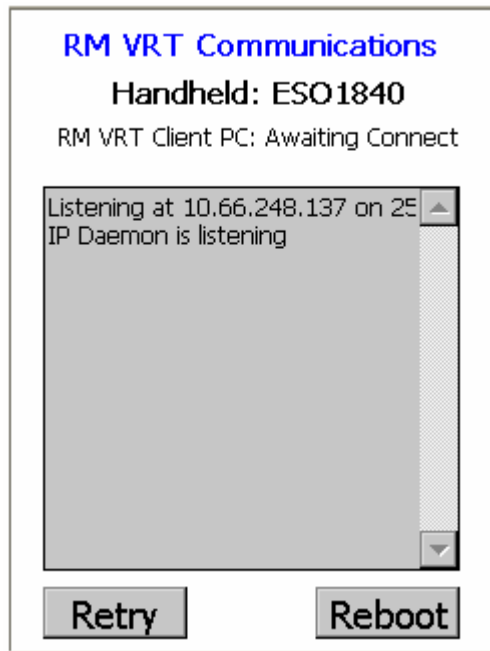 RM VRT Communications
Handheld: ESO1840
RM VRT Client PC: Awaiting Connect
Listening at 10.66.248.137 on 25
IP Daemon is listening
Retry
Reboot